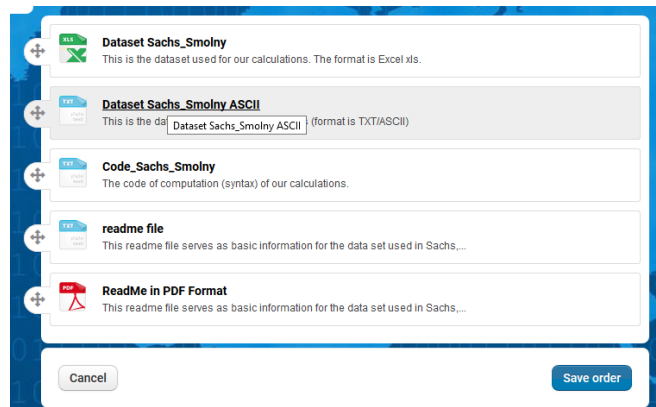 XLS
Dataset Sachs_Smolny
This is the dataset used for our calculations. The format is Excel xls.
TXT
Dataset Sachs_Smolny ASCII
This is the da
Dataset Sachs_Smolny ASCII
(format is TXT/ASCII)
TXT
Code_Sachs_Smolny
The code of computation (syntax) of our calculations.
TXT
readme file
This readme file serves as basic information for the data set used in Sachs,...
PDF
ReadMe in PDF Format
This readme file serves as basic information for the data set used in Sachs,...
Cancel
Save order